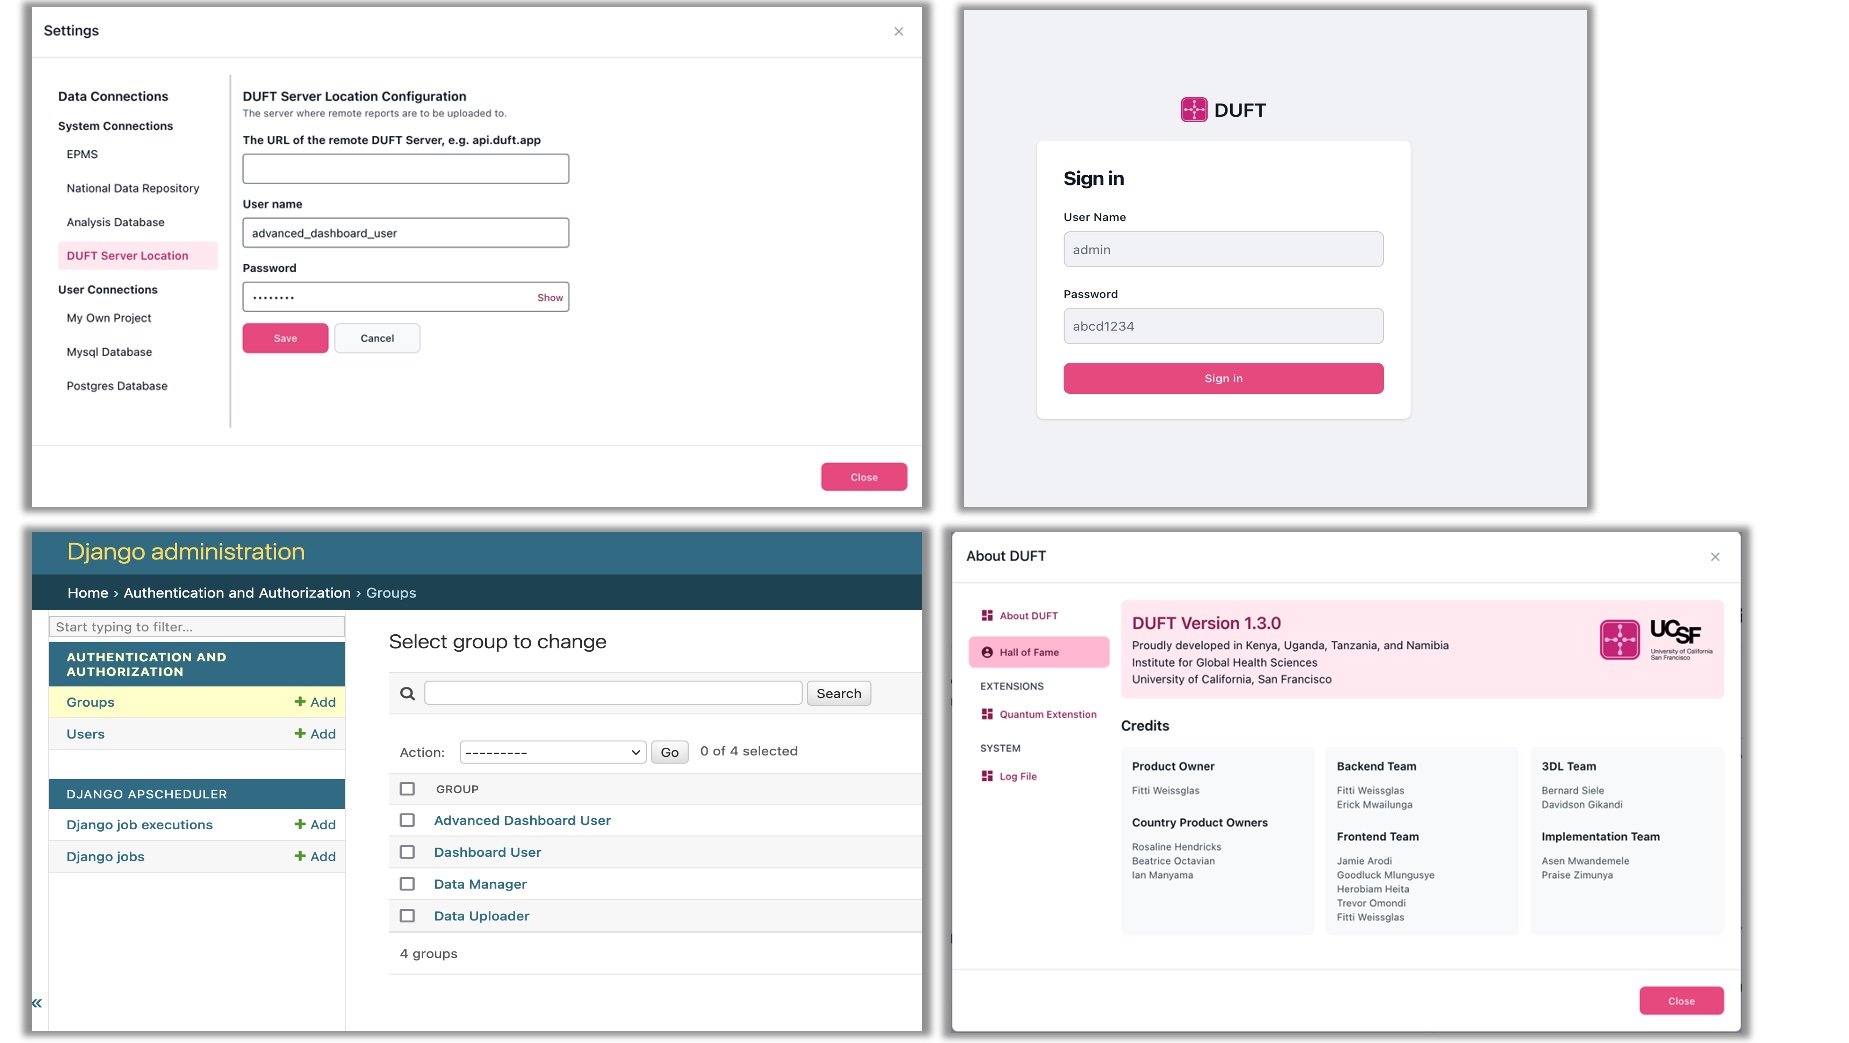 Settings
Data Connections
System Connections
EPMS
National Data Repository
Analysis Database
DUFT Server Location
User Connections
My Own Project
Mysql Database
Postgres Database
DUFT Server Location Configuration
The server where remote reports are to be uploaded to.
The URL of the remote DUFT Server, e.g. api.duft.app
User name
advanced_dashboard_user
Password
••••••••
Show
Save
Cancel
Close
DUFT
Sign in
User Name
admin
Password
abcd1234
Sign in
Django administration
Home › Authentication and Authorization › Groups
Start typing to filter...
AUTHENTICATION AND
AUTHORIZATION
Groups
+ Add
Users
+ Add
DJANGO APSCHEDULER
Django job executions
+ Add
Django jobs
+ Add
«
Select group to change
Search
Action:
---------
Go
0 of 4 selected
GROUP
Advanced Dashboard User
Dashboard User
Data Manager
Data Uploader
4 groups
About DUFT
About DUFT
Hall of Fame
EXTENSIONS
Quantum Extenstion
SYSTEM
Log File
DUFT Version 1.3.0
Proudly developed in Kenya, Uganda, Tanzania, and Namibia
Institute for Global Health Sciences
University of California, San Francisco
UCSF
University of California
San Francisco
Credits
Product Owner
Fitti Weissglas
Country Product Owners
Rosaline Hendricks
Beatrice Octavian
Ian Manyama
Backend Team
Fitti Weissglas
Erick Mwailunga
Frontend Team
Jamie Arodi
Goodluck Mlungusye
Herobiam Heita
Trevor Omondi
Fitti Weissglas
3DL Team
Bernard Siele
Davidson Gikandi
Implementation Team
Asen Mwandemele
Praise Zimunya
Close